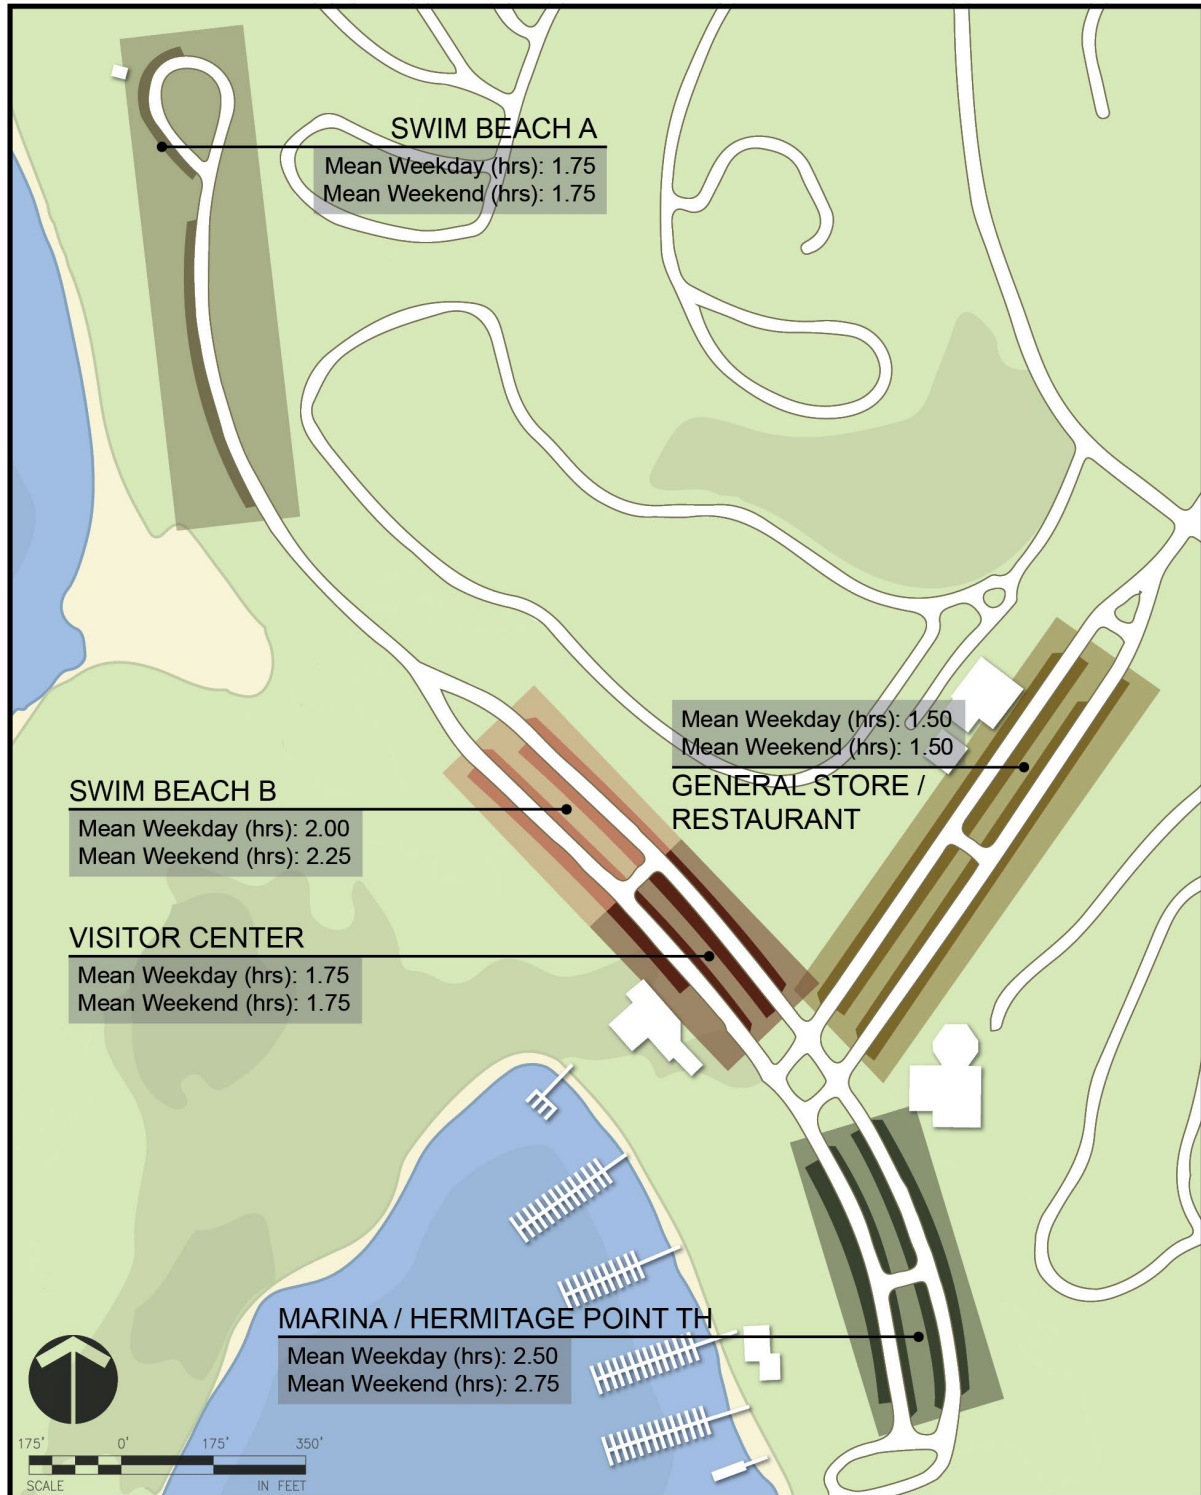 SWIM BEACH A
Mean Weekday (hrs): 1.75
Mean Weekend (hrs): 1.75
Mean Weekday (hrs): 1.50
Mean Weekend (hrs): 1.50
GENERAL STORE /
RESTAURANT
SWIM BEACH B
Mean Weekday (hrs): 2.00
Mean Weekend (hrs): 2.25
VISITOR CENTER
Mean Weekday (hrs): 1.75
Mean Weekend (hrs): 1.75
MARINA / HERMITAGE POINT TH
Mean Weekday (hrs): 2.50
Mean Weekend (hrs): 2.75
175' 0' 175' 350'
SCALE IN FEET